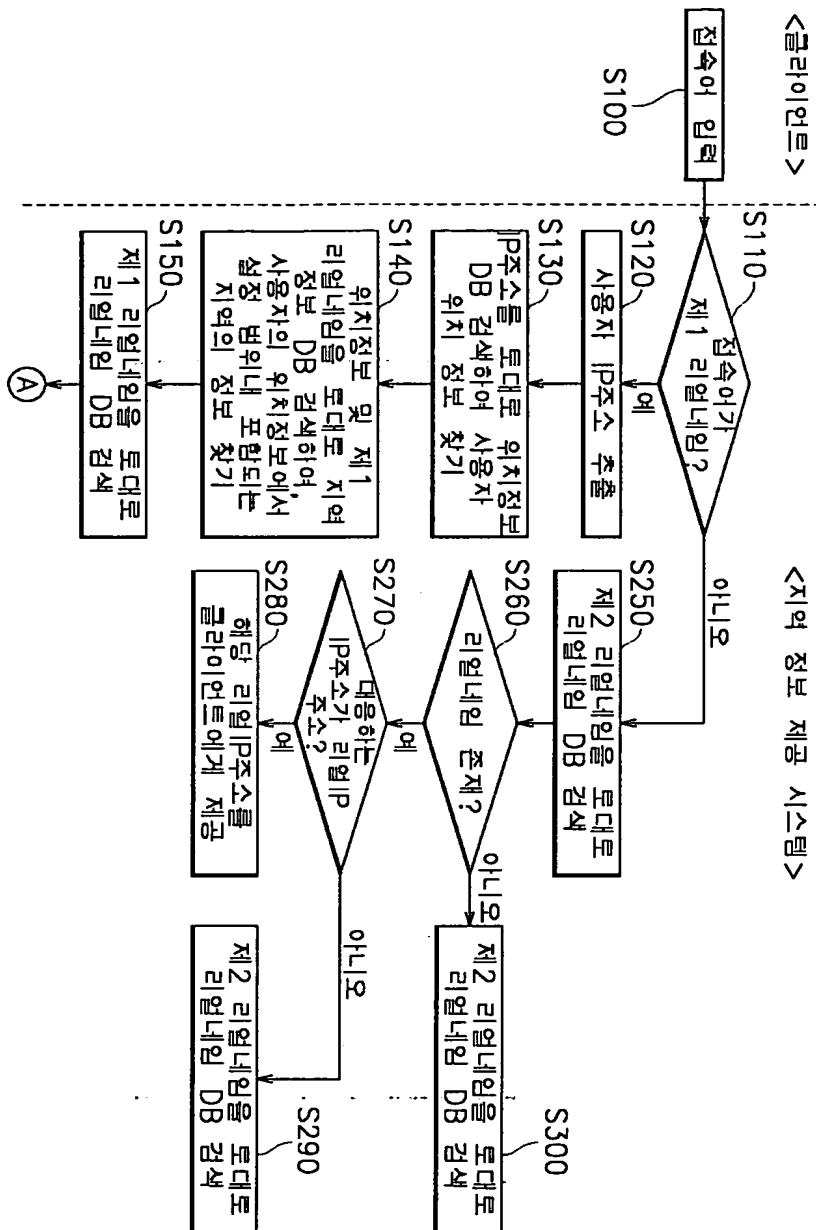 <클라이언트>
<지역 정보 제공 시스템>
접속어 입력
S100
S110
접속어가
제1 리얼네임?
예
아니오
S120
사용자 IP주소 추출
S130
IP주소를 토대로 위치정보
DB 검색하여 사용자
위치 정보 찾기
S140
위치정보 및 제1
리얼네임을 토대로 지역
정보 DB 검색하여,
사용자의 위치정보에서
설정 범위내 포함되는
지역의 정보 찾기
S150
제1 리얼네임을 토대로
리얼네임 DB 검색
A
S250
제2 리얼네임을 토대로
리얼네임 DB 검색
S260
리얼네임 존재?
예
아니오
S270
대응하는
IP주소가 리얼IP
주소?
예
아니오
S280
해당 리얼IP주소를
클라이언트에게 제공
S300
제2 리얼네임을 토대로
리얼네임 DB 검색
S290
제2 리얼네임을 토대로
리얼네임 DB 검색